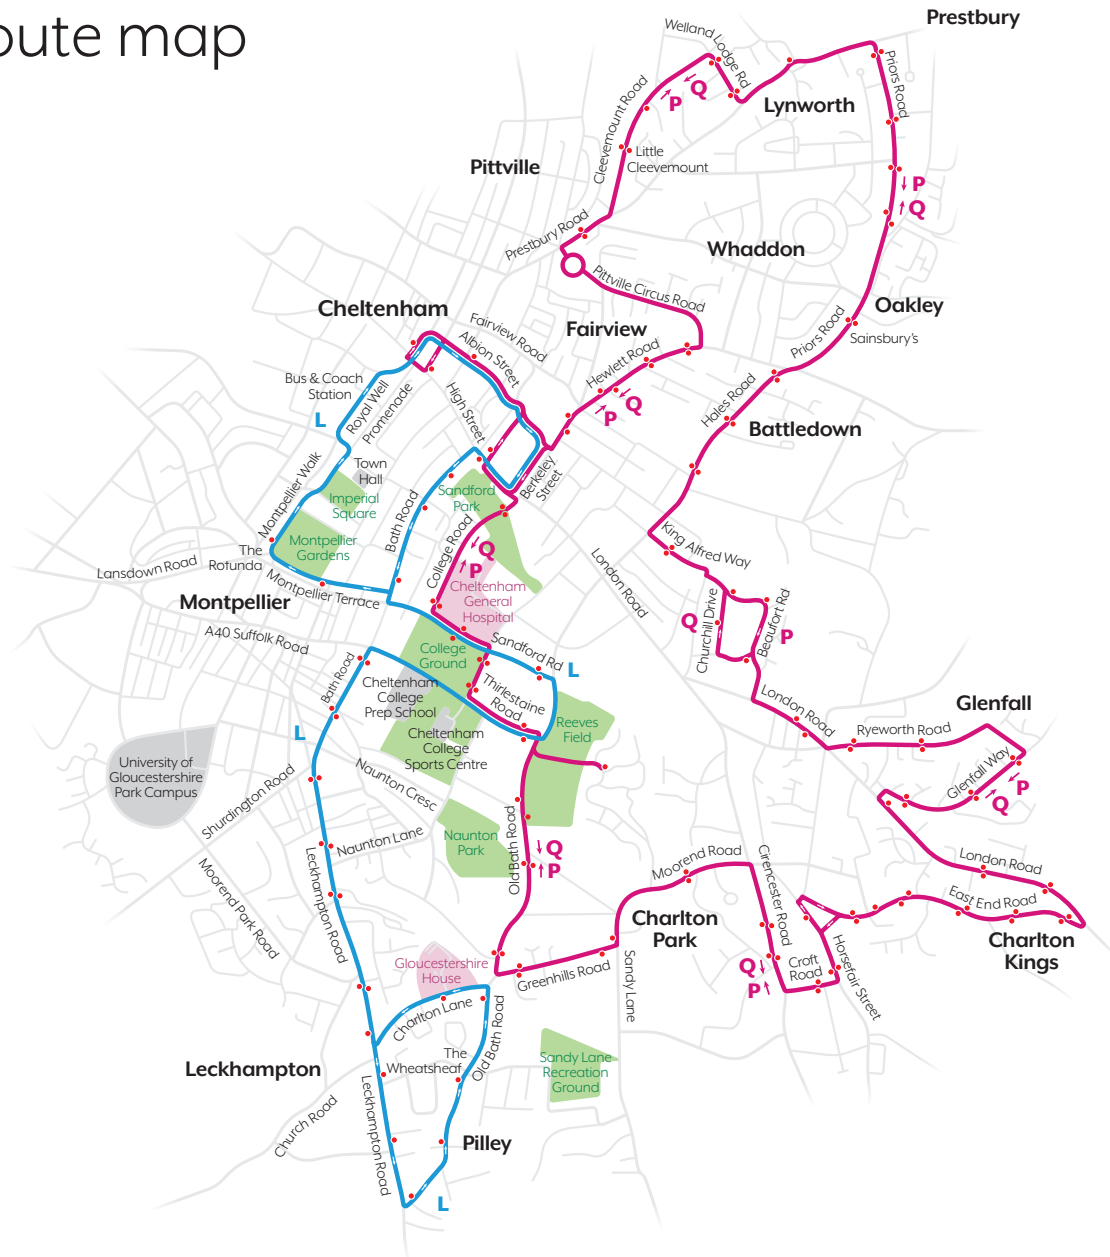 oute map
Prestbury
Welland Lodge Rd
Priors Road
Q
P
Lynworth
Cleevemount Road
Little
Cleevemount
Pittville
P
Q
Prestbury Road
Whaddon
Pittville Circus Road
Oakley
Cheltenham
Fairview Road
Fairview
Priors Road
Sainsbury's
Albion Street
Hewlett Road
Bus & Coach
Station
Royal Well
Promenade
High Street
Q
P
Hales Road
L
Battledown
Montpellier Walk
Town
Hall
Imperial
Square
Sandford
Park
Berkeley
Street
Bath Road
College Road
Montpellier
Gardens
Q
P
King Alfred Way
The
Rotunda
Lansdown Road
Montpellier Terrace
London Road
Cheltenham
General
Hospital
Montpellier
Churchill Drive
Beaufort Rd
Q
P
A40 Suffolk Road
College
Ground
Sandford Rd
L
Bath Road
Cheltenham
College
Prep School
Thirlestaine
Road
London Road
Glenfall
L
Cheltenham
College
Sports Centre
Reeves
Field
Ryeworth Road
University of
Gloucestershire
Park Campus
Naunton Cresc
Glenfall Way
P
Q
Shurdington Road
Naunton Lane
Naunton
Park
Old Bath Road
Q
P
Leckhampton Road
Moorend Park Road
Moorend Road
Cirencester Road
London Road
East End Road
Charlton
Park
Charlton
Kings
Gloucestershire
House
Greenhills Road
Sandy Lane
Q
P
Croft
Road
Horsefair Street
Charlton Lane
Old Bath Road
The
Wheatsheaf
Leckhampton
Sandy Lane
Recreation
Ground
Church Road
Leckhampton Road
Pilley
L